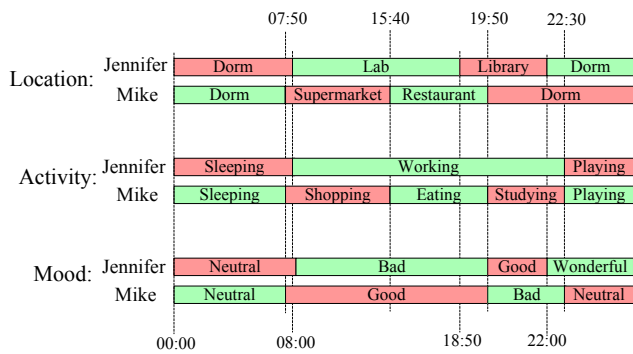 07:50 15:40 19:50 22:30
Location: Jennifer Dorm Lab Library Dorm
Mike Dorm Supermarket Restaurant Dorm
Activity: Jennifer Sleeping Working Playing
Mike Sleeping Shopping Eating Studying Playing
Mood: Jennifer Neutral Bad Good Wonderful
Mike Neutral Good Bad Neutral
00:00 08:00 18:50 22:00